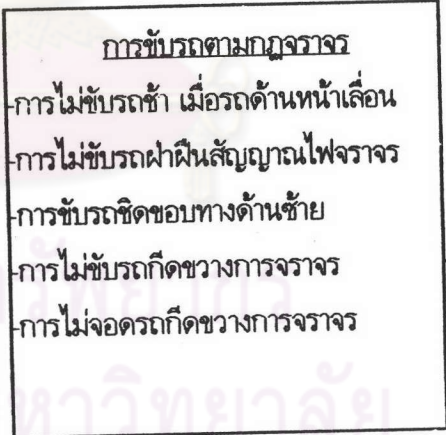 การขับรถตามกฎจราจร
-การไม่ขับรถช้า เมื่อรถด้านหน้าเลื่อน
-การไม่ขับรถฝ่าฝืนสัญญาณไฟจราจร
-การขับรถชิดขอบทางด้านซ้าย
-การไม่ขับรถกีดขวางการจราจร
-การไม่จอดรถกีดขวางการจราจร